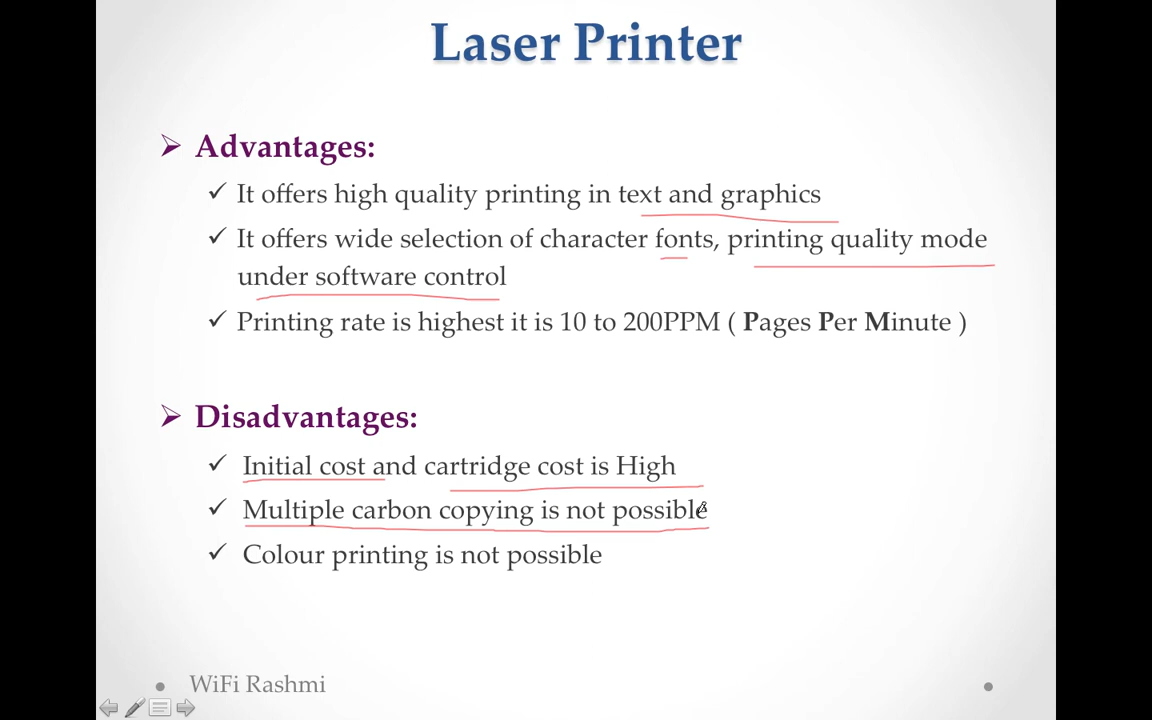 Laser Printer
Advantages:
It offers high quality printing in text and graphics
It offers wide selection of character fonts, printing quality mode
under software control
Printing rate is highest it is 10 to 200PPM ( Pages Per Minute )
Disadvantages:
Initial cost and cartridge cost is High
Multiple carbon copying is not possible
Colour printing is not possible
WiFi Rashmi